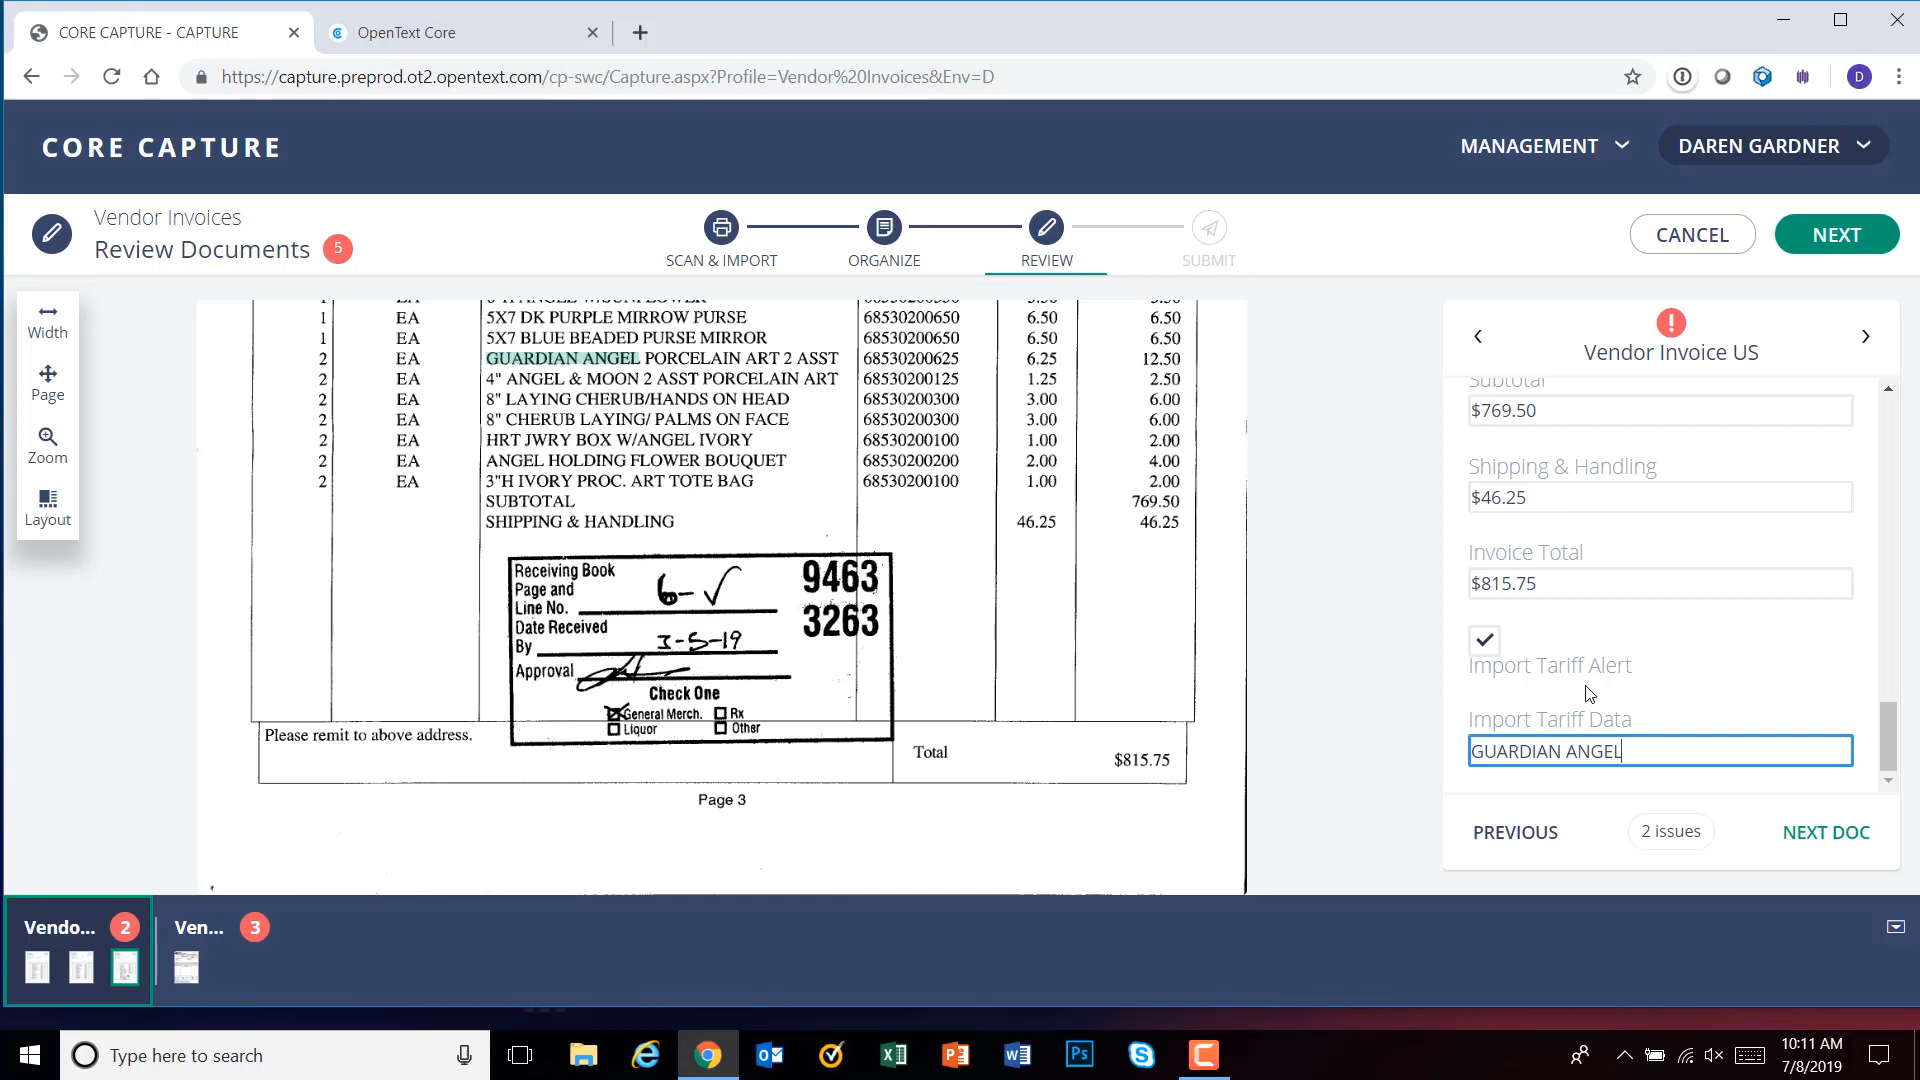 CORE CAPTURE - CAPTURE
OpenText Core
https://capture.preprod.ot2.opentext.com/cp-swc/Capture.aspx?Profile=Vendor%20Invoices&Env=D
D
CORE CAPTURE
MANAGEMENT
DAREN GARDNER
Vendor Invoices
Review Documents 5
SCAN & IMPORT
ORGANIZE
REVIEW
SUBMIT
CANCEL
NEXT
Width
Page
Zoom
Layout
1 EA 5X7 DK PURPLE MIRROW PURSE 68530200650 6.50 6.50
1 EA 5X7 BLUE BEADED PURSE MIRROR 68530200650 6.50 6.50
2 EA GUARDIAN ANGEL PORCELAIN ART 2 ASST 68530200625 6.25 12.50
2 EA 4" ANGEL & MOON 2 ASST PORCELAIN ART 68530200125 1.25 2.50
2 EA 8" LAYING CHERUB/HANDS ON HEAD 68530200300 3.00 6.00
2 EA 8" CHERUB LAYING/ PALMS ON FACE 68530200300 3.00 6.00
2 EA HRT JWRY BOX W/ANGEL IVORY 68530200100 1.00 2.00
2 EA ANGEL HOLDING FLOWER BOUQUET 68530200200 2.00 4.00
2 EA 3"H IVORY PROC. ART TOTE BAG 68530200100 1.00 2.00
SUBTOTAL 769.50
SHIPPING & HANDLING 46.25 46.25
Receiving Book
Page and
Line No. 6-
9463
3263
Date Received
By 3-5-19
Approval
Check One
General Merch. Rx
Liquor Other
Please remit to above address.
Total $815.75
Page 3
Vendor Invoice US
Subtotal
$769.50
Shipping & Handling
$46.25
Invoice Total
$815.75
Import Tariff Alert
Import Tariff Data
GUARDIAN ANGEL
PREVIOUS
2 issues
NEXT DOC
Vendo... 2
Ven... 3
Type here to search
10:11 AM
7/8/2019